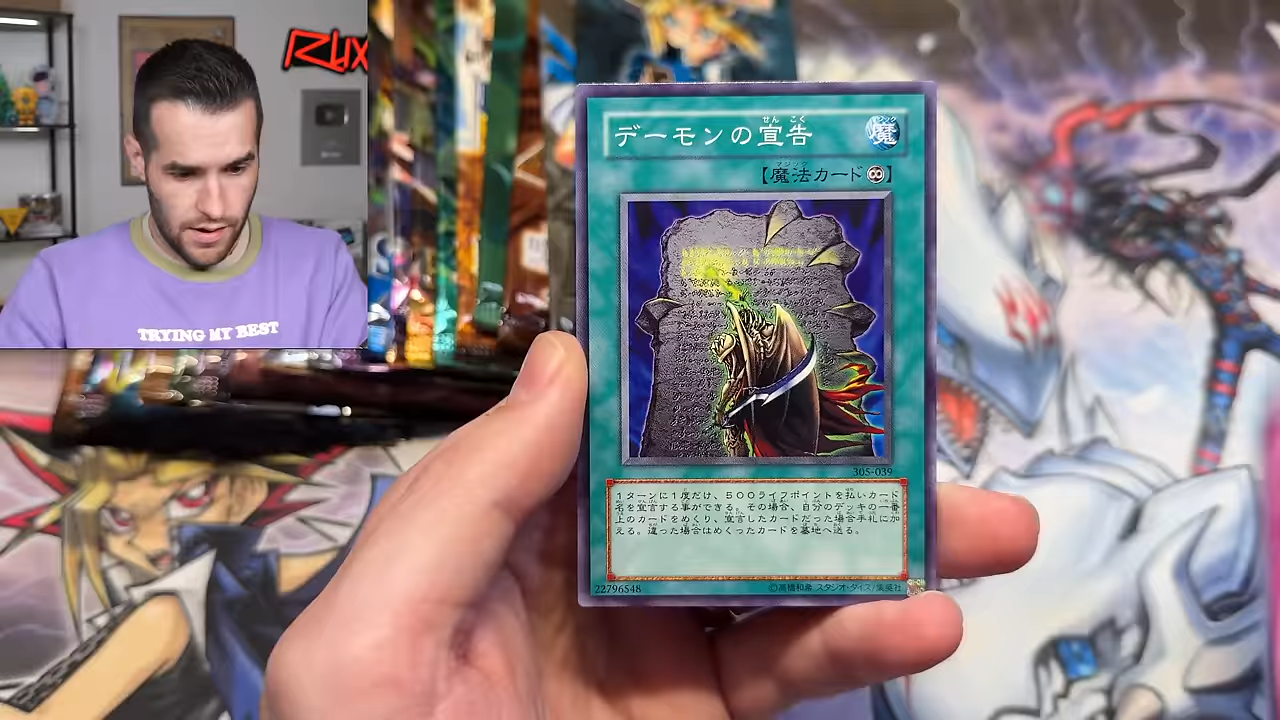 Rux
TRYING MY BEST
せんこく
デーモンの宣告
魔
マジック
【魔法カード】
305-039
1ターンに1度だけ、500ライフポイントを払いカード
名を宣言する事ができる。その場合、自分のデッキの一番
上のカードをめくり、宣言したカードだった場合手札に加
える。違った場合はめくったカードを墓地へ送る。
22796548
©高橋和希 スタジオ・ダイス/集英社